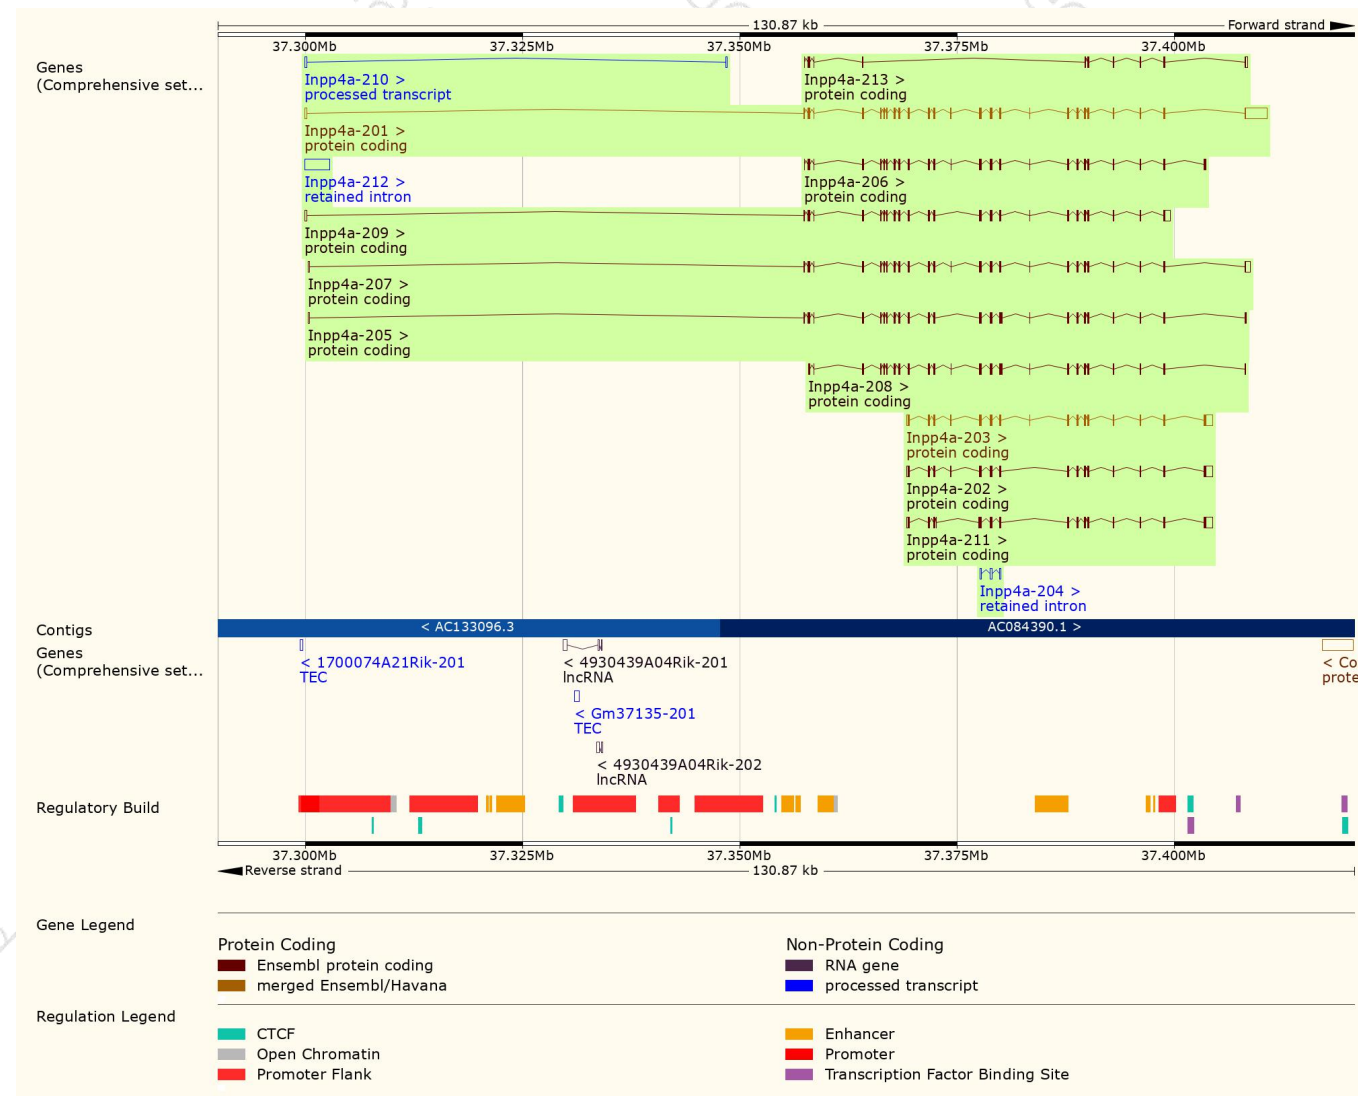 130.87 kb Forward strand
37.300Mb 37.325Mb 37.350Mb 37.375Mb 37.400Mb
Genes
(Comprehensive set...
Inpp4a-210 > Inpp4a-213 >
processed transcript protein coding
Inpp4a-201 >
protein coding
Inpp4a-212 > Inpp4a-206 >
retained intron protein coding
Inpp4a-209 >
protein coding
Inpp4a-207 >
protein coding
Inpp4a-205 >
protein coding
Inpp4a-208 >
protein coding
Inpp4a-203 >
protein coding
Inpp4a-202 >
protein coding
Inpp4a-211 >
protein coding
Inpp4a-204 >
retained intron
Contigs < AC133096.3 AC084390.1 >
Genes
(Comprehensive set...
< 1700074A21Rik-201 < 4930439A04Rik-201 < Co
TEC lncRNA prote
< Gm37135-201
TEC
< 4930439A04Rik-202
lncRNA
Regulatory Build
37.300Mb 37.325Mb 37.350Mb 37.375Mb 37.400Mb
Reverse strand 130.87 kb
Gene Legend
Protein Coding Non-Protein Coding
Ensembl protein coding RNA gene
merged Ensembl/Havana processed transcript
Regulation Legend
CTCF Enhancer
Open Chromatin Promoter
Promoter Flank Transcription Factor Binding Site